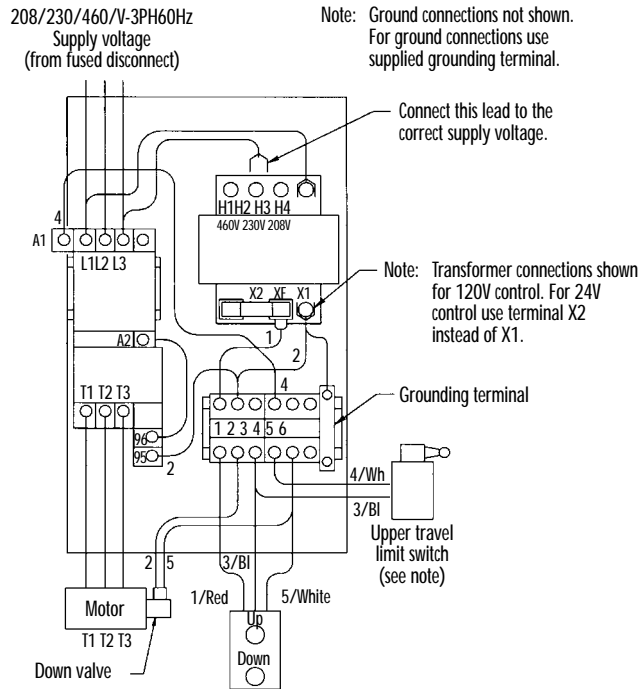 208/230/460/V-3PH60Hz
Supply voltage
(from fused disconnect)
Note: Ground connections not shown.
For ground connections use
supplied grounding terminal.
Connect this lead to the
correct supply voltage.
4
A1
H1H2 H3 H4
460V 230V 208V
L1L2 L3
X2 XF X1
Note: Transformer connections shown
for 120V control. For 24V
control use terminal X2
instead of X1.
A2
1
2
4
Grounding terminal
T1 T2 T3
1 2 3 4 5 6
96
95
2
4/Wh
3/Bl
Upper travel
limit switch
(see note)
2 5
3/Bl
1/Red
5/White
Motor
T1 T2 T3
Up
Down
Down valve